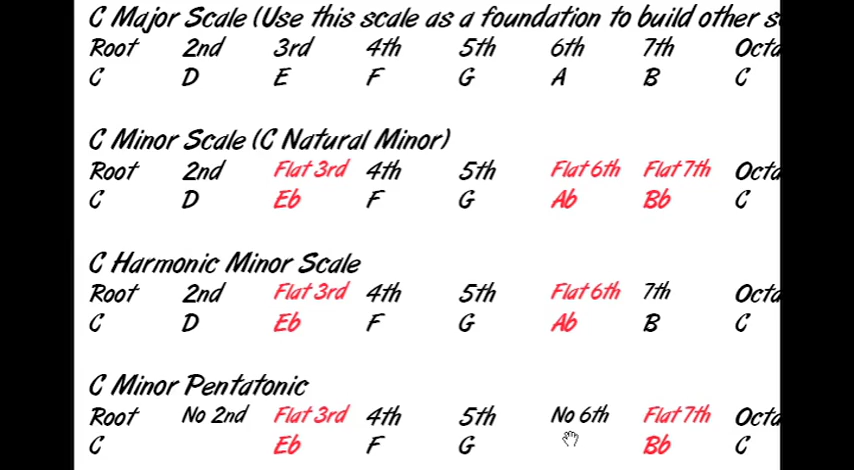 C Major Scale (Use this scale as a foundation to build other s
Root 2nd 3rd 4th 5th 6th 7th Octa
C D E F G A B C
C Minor Scale (C Natural Minor)
Root 2nd Flat 3rd 4th 5th Flat 6th Flat 7th Octa
C D Eb F G Ab Bb C
C Harmonic Minor Scale
Root 2nd Flat 3rd 4th 5th Flat 6th 7th Octa
C D Eb F G Ab B C
C Minor Pentatonic
Root No 2nd Flat 3rd 4th 5th No 6th Flat 7th Octa
C Eb F G Bb C